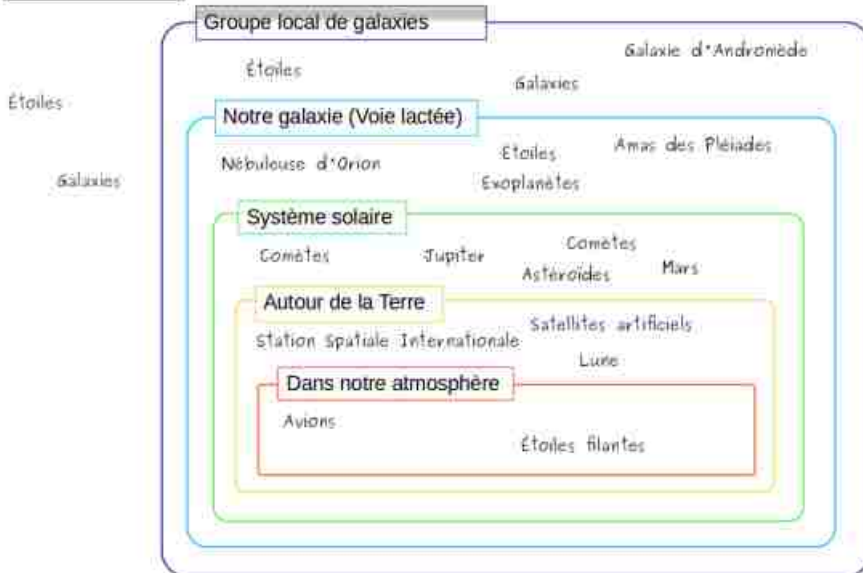 Groupe local de galaxies
Galaxie d'Andromède
Étoiles
Galaxies
Étoiles
Notre galaxie (Voie lactée)
Amas des Pléiades
Etoiles
Nébuleuse d'Orion
Galaxies
Exoplanètes
Système solaire
Comètes
Comètes
Jupiter
Astéroïdes
Mars
Autour de la Terre
Satellites artificiels
Station Spatiale Internationale
Lune
Dans notre atmosphère
Avions
Étoiles filantes